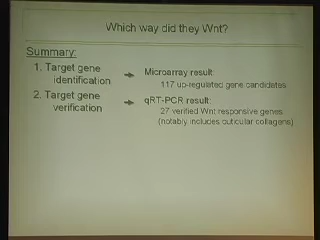 Which way did they Wnt?
Summary:
1. Target gene
identification
Microarray result:
117 up-regulated gene candidates
2. Target gene
verification
qRT-PCR result:
27 verified Wnt responsive genes
(notably includes cuticular collagens)